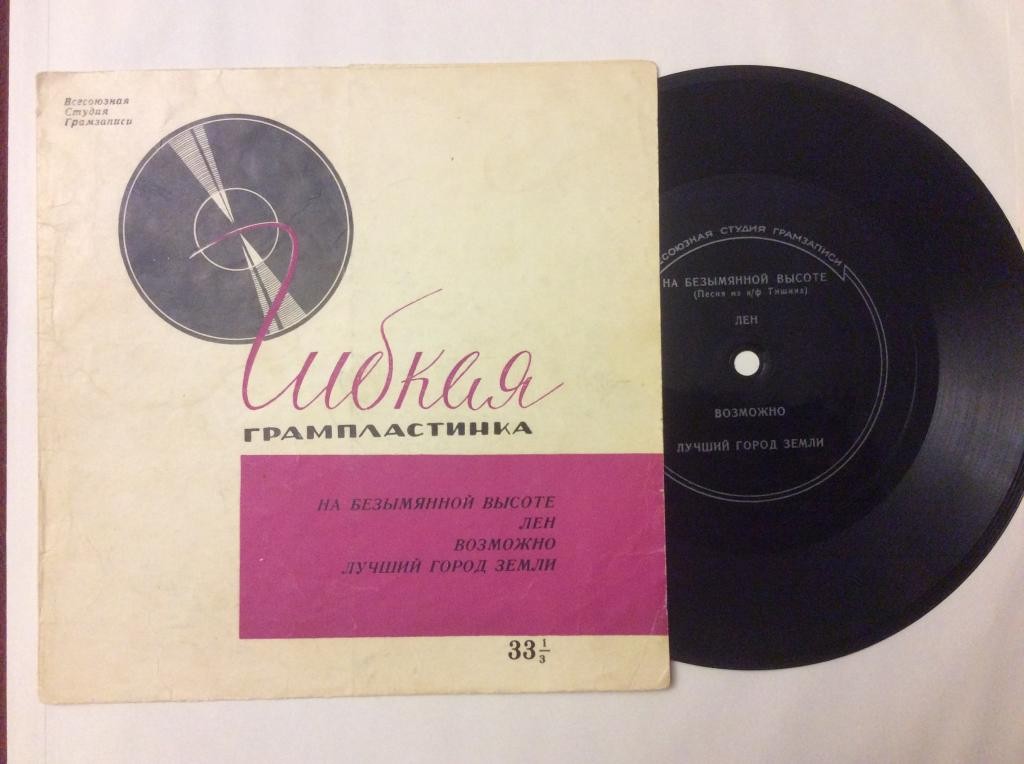 Всесоюзная
Студия
Грамзаписи
Гибкая
ГРАМПЛАСТИНКА
НА БЕЗЫМЯННОЙ ВЫСОТЕ
ЛЕН
ВОЗМОЖНО
ЛУЧШИЙ ГОРОД ЗЕМЛИ
33 1/3
СОЮЗНАЯ СТУДИЯ ГРАМЗАПИСИ
НА БЕЗЫМЯННОЙ ВЫСОТЕ
(Песня из к/ф Тишина)
ЛЕН
ВОЗМОЖНО
ЛУЧШИЙ ГОРОД ЗЕМЛИ